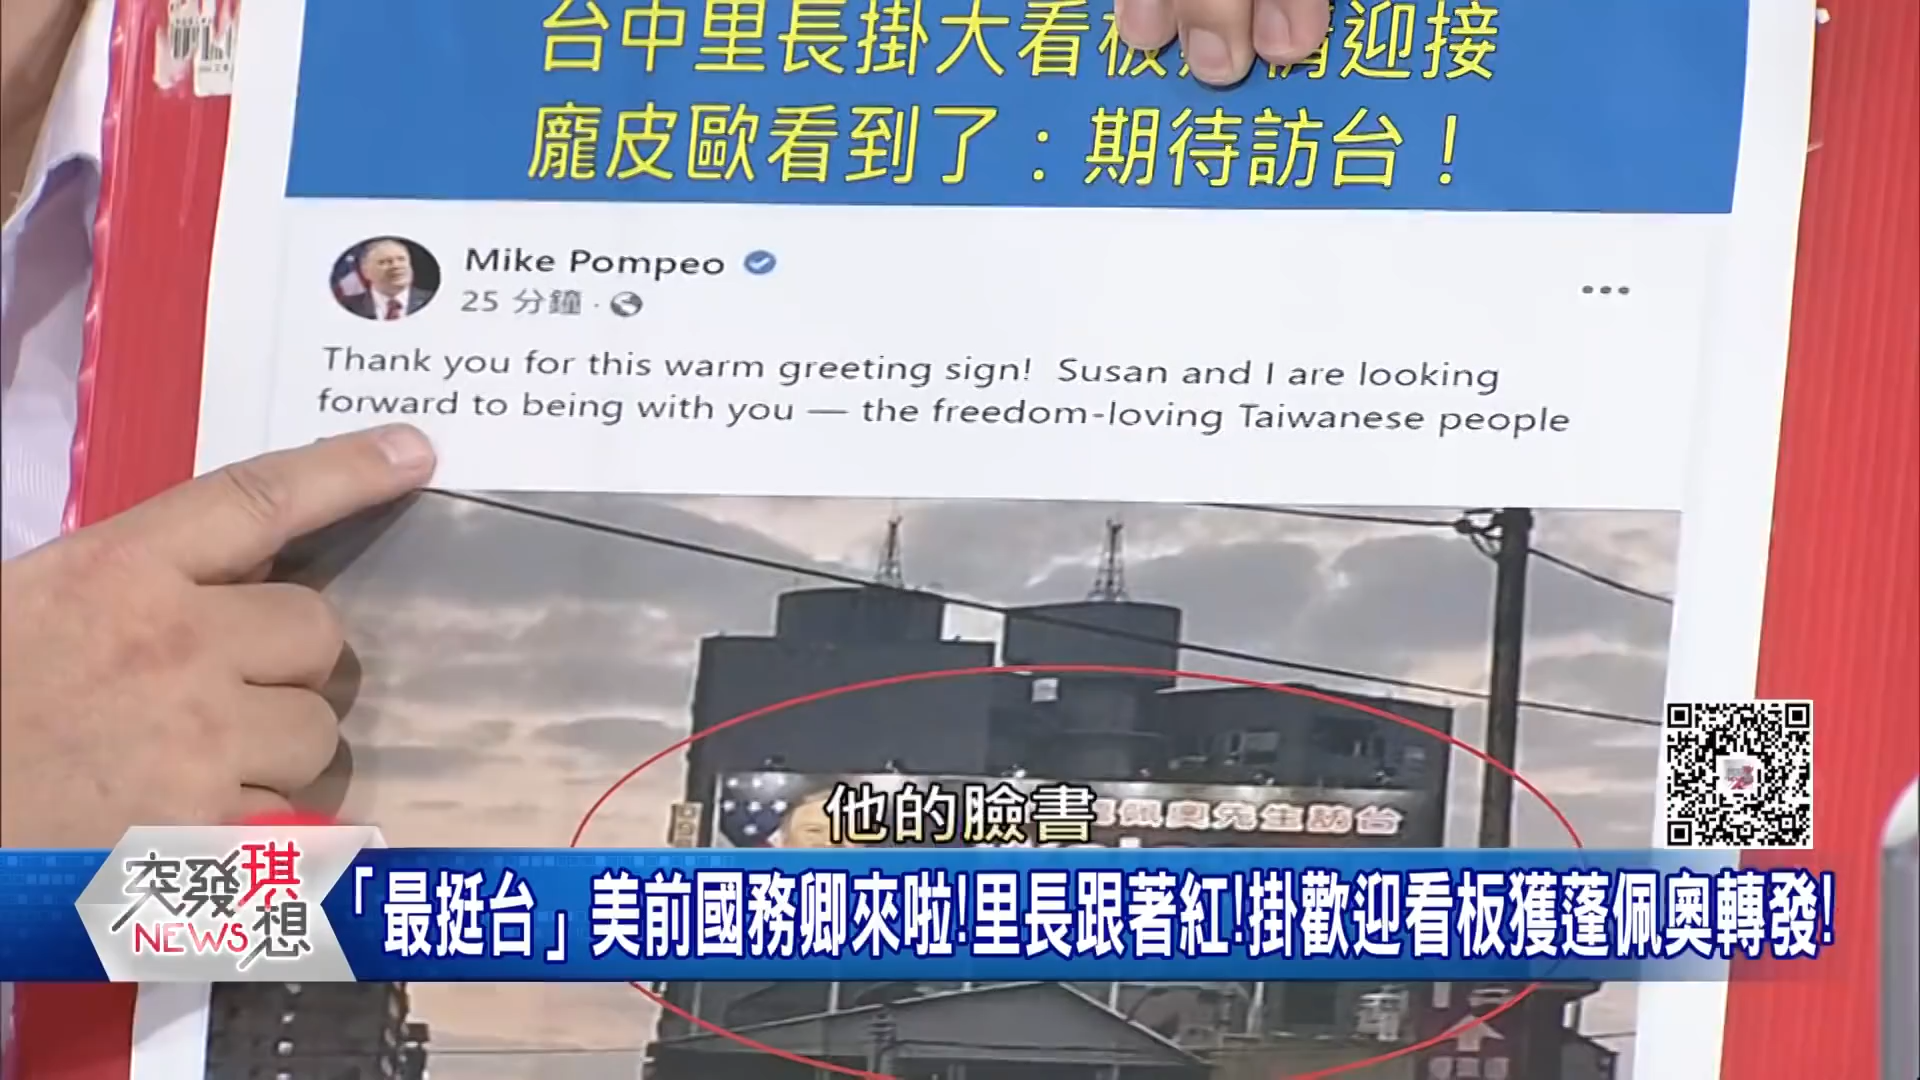 台中里長掛大看板 情迎接
龐皮歐看到了：期待訪台！
Mike Pompeo
25 分鐘
Thank you for this warm greeting sign! Susan and I are looking
forward to being with you — the freedom-loving Taiwanese people
佩奧先生訪台
他的臉書
突發琪想
NEWS
「最挺台」美前國務卿來啦!里長跟著紅!掛歡迎看板獲蓬佩奧轉發!